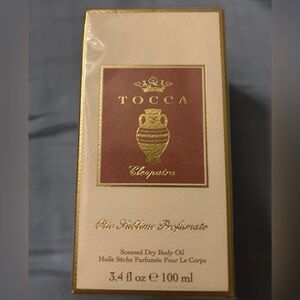 TOCCA
Cleopatra
Olio Sublime Profumato
Scented Dry Body Oil
Huile Sèche Parfumée Pour Le Corps
3.4 fl oz ℮ 100 ml